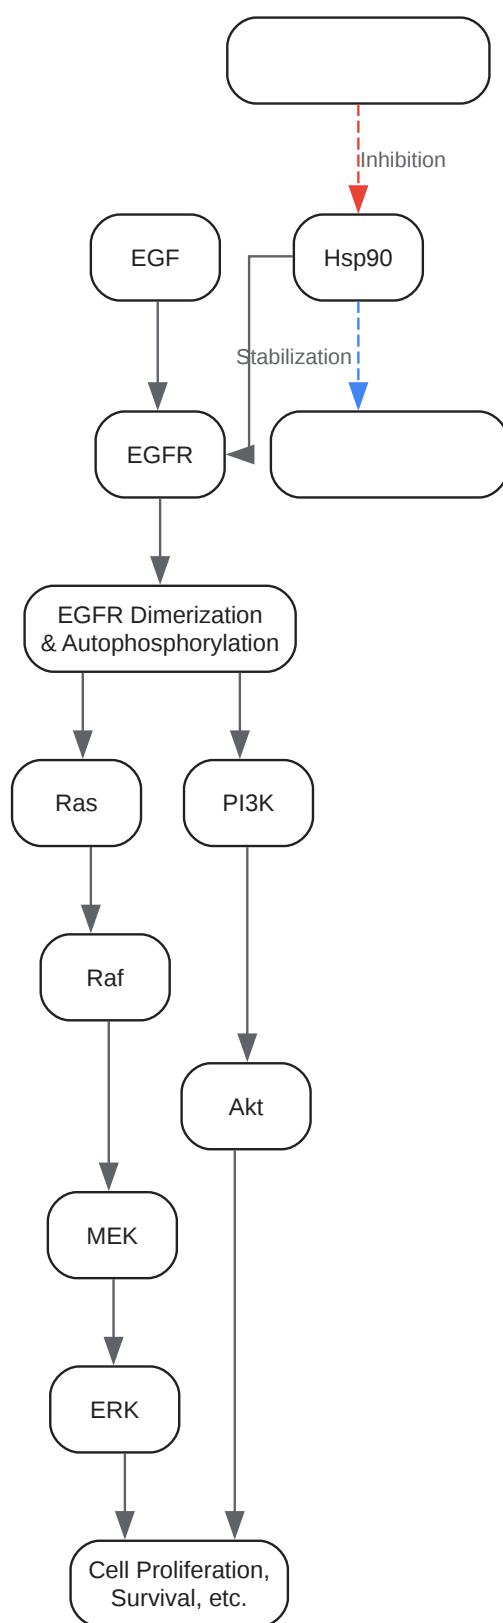 Inhibition
EGF
Hsp90
Stabilization
EGFR
EGFR Dimerization
& Autophosphorylation
Ras
PI3K
Raf
Akt
MEK
ERK
Cell Proliferation,
Survival, etc.